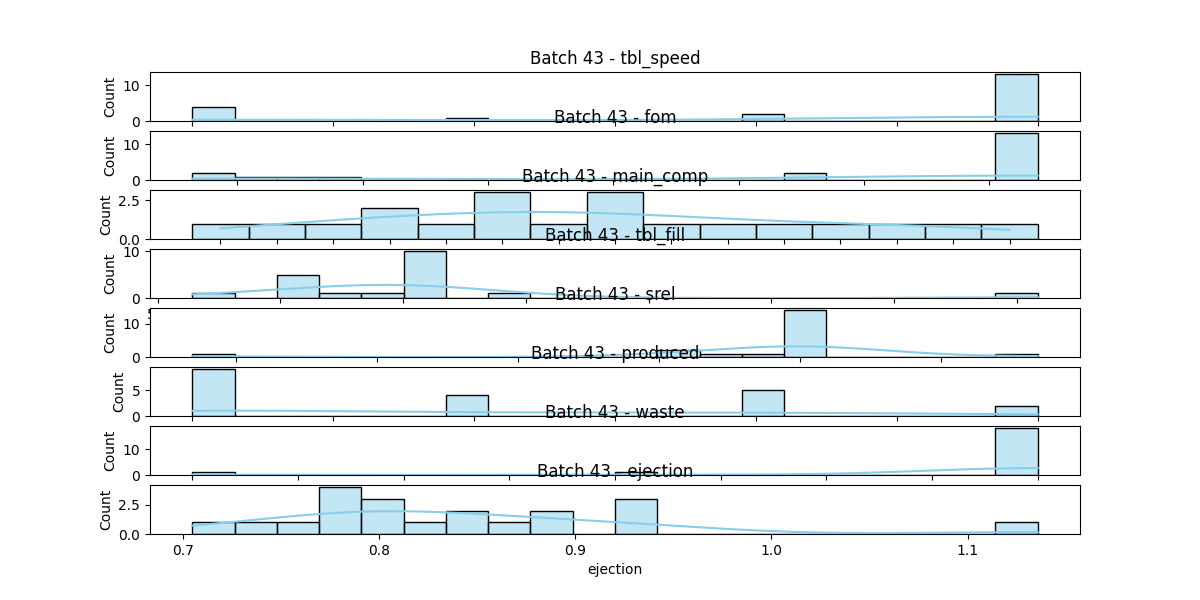 Batch 43 - tbl_speed
10
0
Count
Batch 43 - fom
10
0
Count
Batch 43 - main_comp
2.5
0.0
Count
Batch 43 - tbl_fill
10
0
Count
Batch 43 - srel
10
0
Count
Batch 43 - produced
5
0
Count
Batch 43 - waste
10
0
Count
Batch 43 - ejection
2.5
0.0
Count
0.7 0.8 0.9 1.0 1.1
ejection